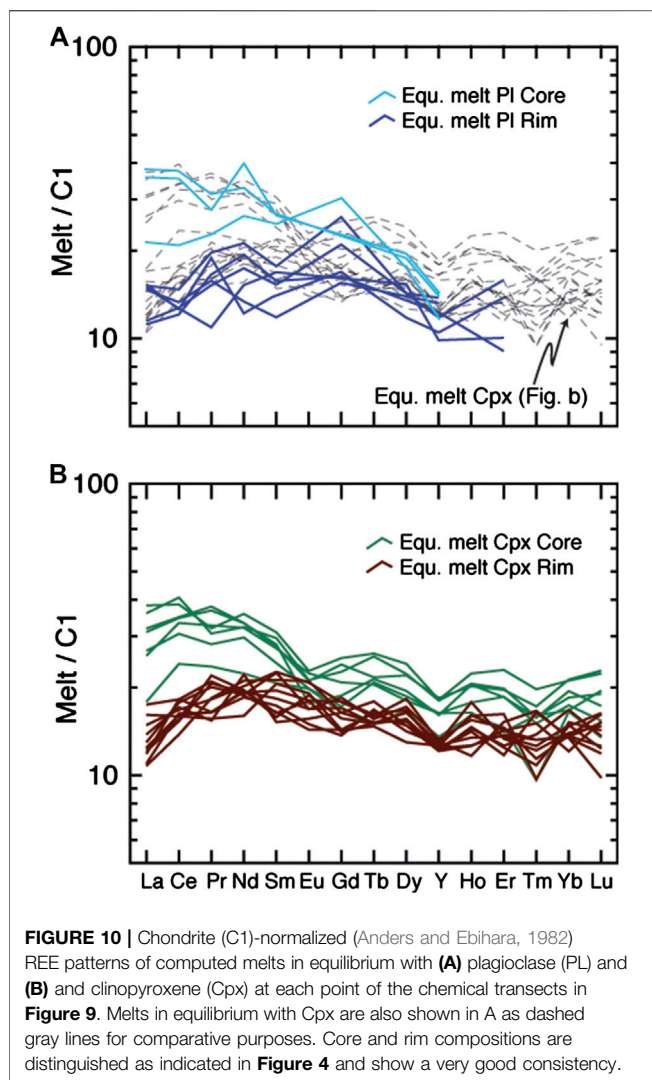 A
100
Equ. melt Pl Core
Equ. melt Pl Rim
Melt / C1
10
Equ. melt Cpx (Fig. b)
B
100
Equ. melt Cpx Core
Equ. melt Cpx Rim
Melt / C1
10
La Ce Pr Nd Sm Eu Gd Tb Dy Y Ho Er Tm Yb Lu
FIGURE 10 | Chondrite (C1)-normalized (Anders and Ebihara, 1982)
REE patterns of computed melts in equilibrium with (A) plagioclase (PL) and
(B) and clinopyroxene (Cpx) at each point of the chemical transects in
Figure 9. Melts in equilibrium with Cpx are also shown in A as dashed
gray lines for comparative purposes. Core and rim compositions are
distinguished as indicated in Figure 4 and show a very good consistency.